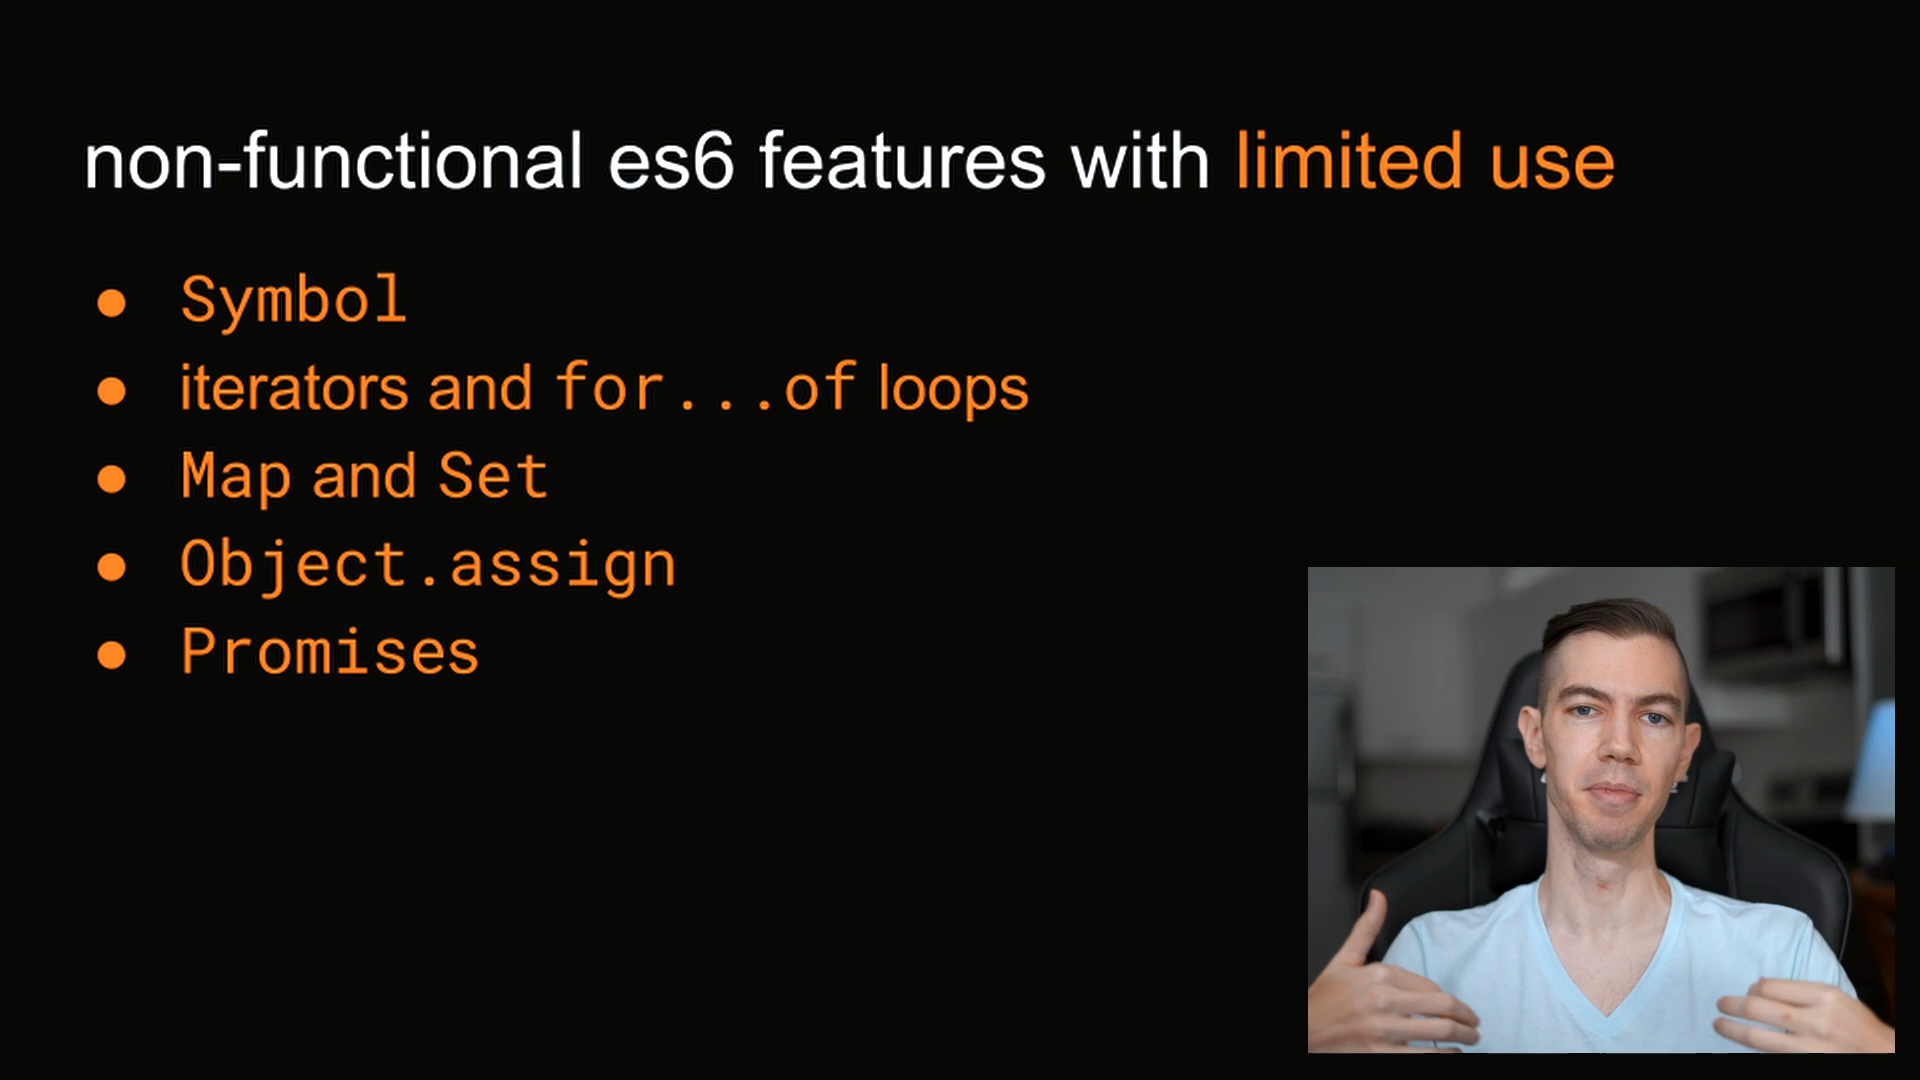 non-functional es6 features with limited use
● Symbol
● iterators and for...of loops
● Map and Set
● Object.assign
● Promises